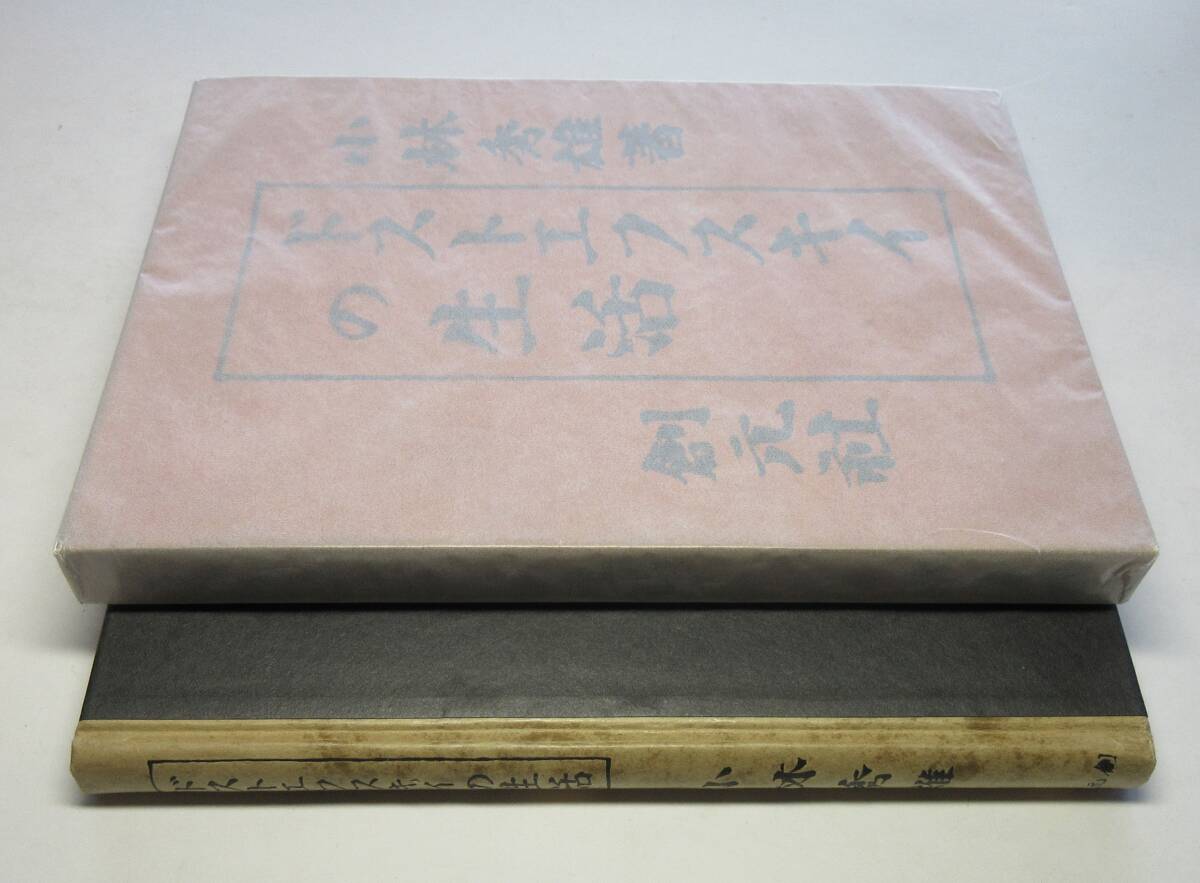 小林秀雄著
ドストエフスキイ
の生活
創元社
ドストエフスキイの生活
小林秀雄